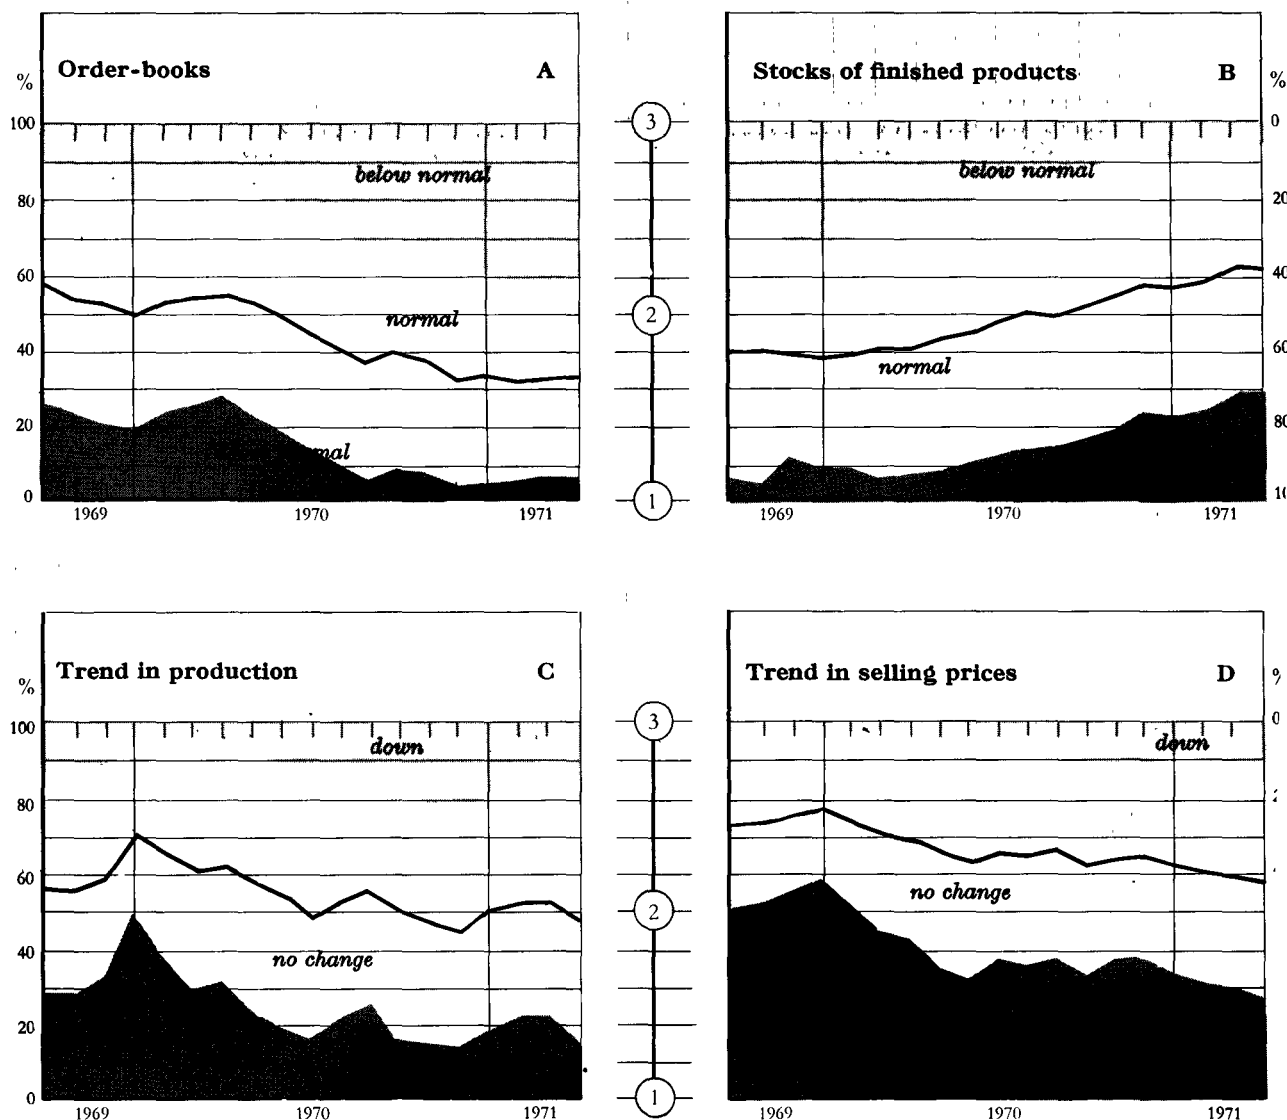 Order-books A
%
100
below normal
80
60
normal
40
20
0
1969 1970 1971
3
2
1
Stocks of finished products B
%
0
below normal
20
40
60
normal
80
1969 1970 1971
Trend in production C
%
100
down
80
60
40
no change
20
0
1969 1970 1971
3
2
1
Trend in selling prices D
0
down
no change
1969 1970 1971